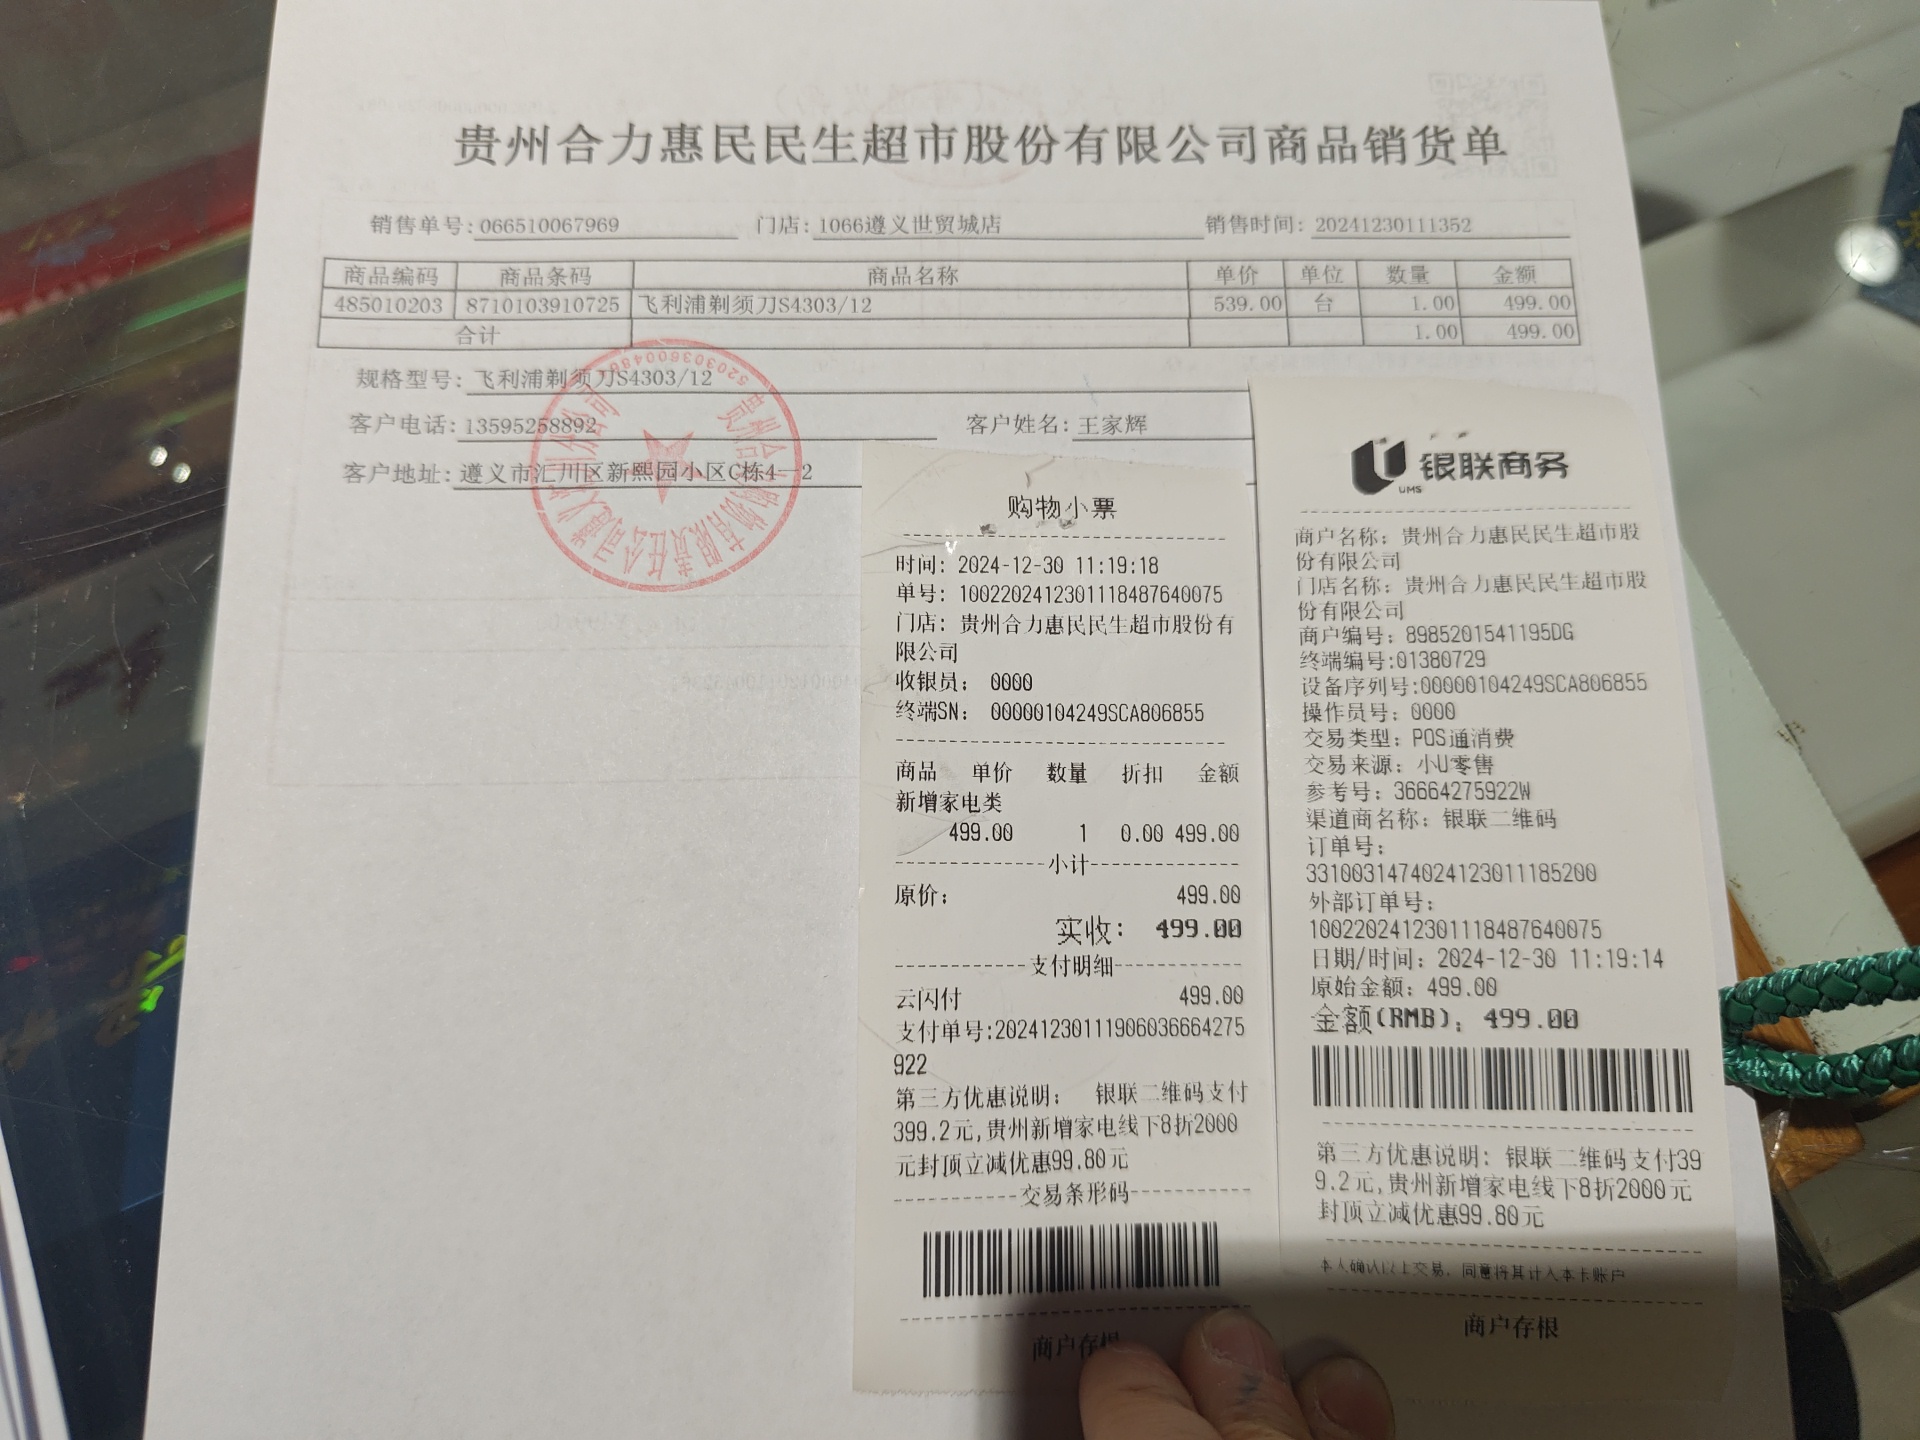 贵州合力惠民民生超市股份有限公司商品销货单
销售单号: 066510067969 门店: 1066遵义世贸城店 销售时间: 20241230111352
商品编码 商品条码 商品名称 单价 单位 数量 金额
485010203 8710103910725 飞利浦剃须刀S4303/12 539.00 台 1.00 499.00
合计 1.00 499.00
规格型号: 飞利浦剃须刀S4303/12
客户电话: 13595258892 客户姓名: 王家辉
客户地址: 遵义市汇川区新熙园小区C栋4—2
购物小票
时间: 2024-12-30 11:19:18
单号: 1002202412301118487640075
门店: 贵州合力惠民民生超市股份有
限公司
收银员: 0000
终端SN: 00000104249SCA806855
商品 单价 数量 折扣 金额
新增家电类
499.00 1 0.00 499.00
小计
原价: 499.00
实收: 499.00
支付明细
云闪付 499.00
支付单号:20241230111906036664275
922
第三方优惠说明: 银联二维码支付
399.2元,贵州新增家电线下8折2000
元封顶立减优惠99.80元
交易条形码
商户存根
银联商务
UMS
商户名称: 贵州合力惠民民生超市股
份有限公司
门店名称: 贵州合力惠民民生超市股
份有限公司
商户编号: 8985201541195DG
终端编号:01380729
设备序列号:00000104249SCA806855
操作员号: 0000
交易类型: POS通消费
交易来源: 小U零售
参考号: 36664275922W
渠道商名称: 银联二维码
订单号:
3310031474024123011185200
外部订单号:
1002202412301118487640075
日期/时间: 2024-12-30 11:19:14
原始金额: 499.00
金额(RMB): 499.00
第三方优惠说明: 银联二维码支付39
9.2元,贵州新增家电线下8折2000元
封顶立减优惠99.80元
本人确认以上交易, 同意将其计入本卡账户
商户存根